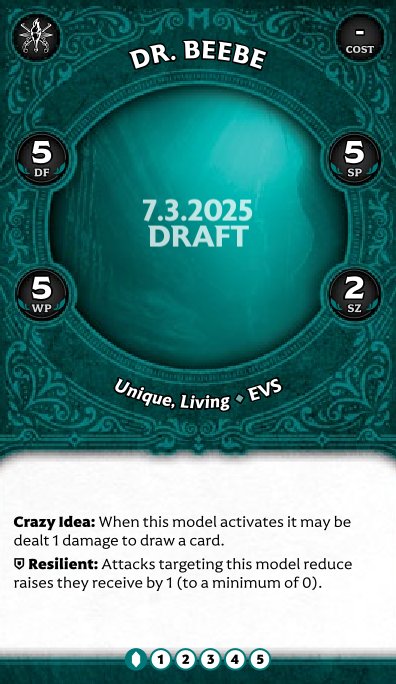 DR. BEEBE
-
COST
5
DF
5
SP
7.3.2025
DRAFT
5
WP
2
SZ
Unique, Living ◆ EVS
Crazy Idea: When this model activates it may be
dealt 1 damage to draw a card.
Resilient: Attacks targeting this model reduce
raises they receive by 1 (to a minimum of 0).
1 2 3 4 5